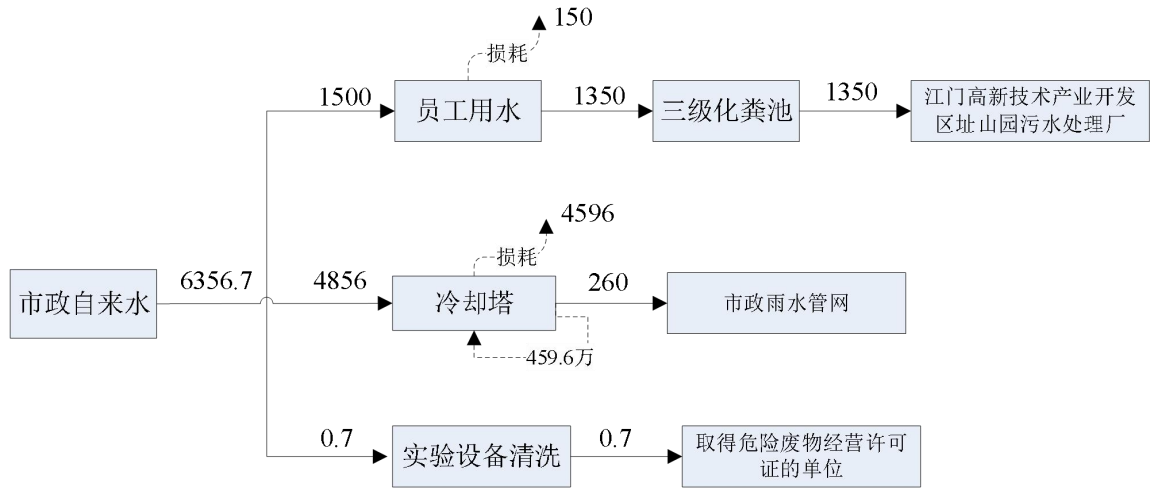 150
损耗
1500
员工用水
1350
三级化粪池
1350
江门高新技术产业开发
区址山园污水处理厂
4596
损耗
市政自来水
6356.7
4856
冷却塔
260
市政雨水管网
459.6万
0.7
实验设备清洗
0.7
取得危险废物经营许可
证的单位